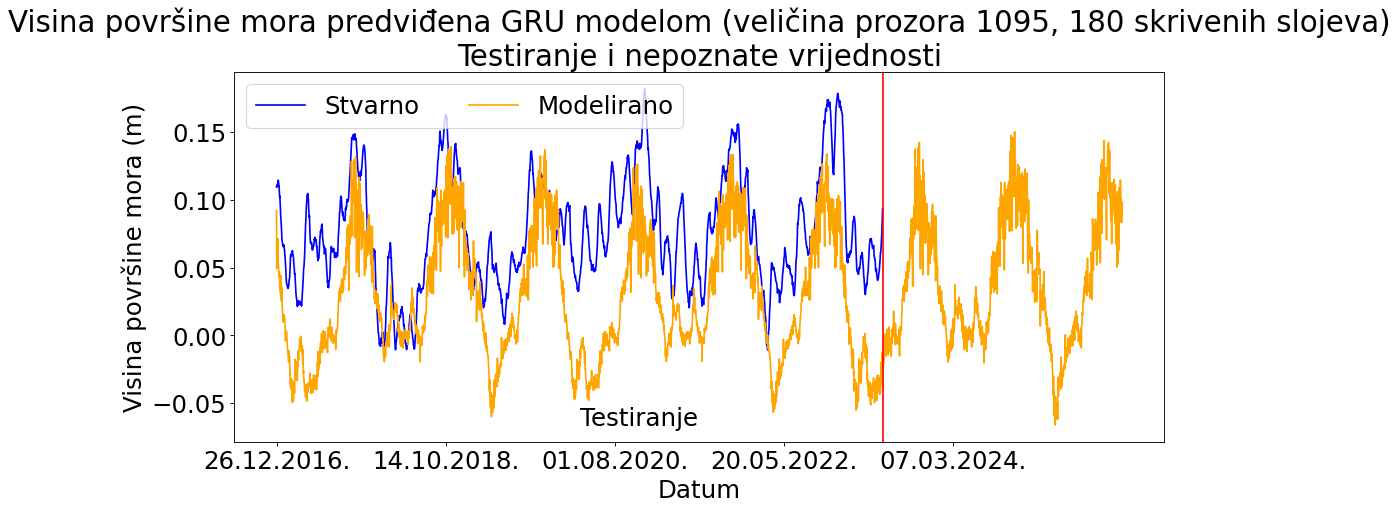 Visina površine mora predviđena GRU modelom (veličina prozora 1095, 180 skrivenih slojeva)
Testiranje i nepoznate vrijednosti
Stvarno
Modelirano
Visina površine mora (m)
0.15
0.10
0.05
0.00
−0.05
Testiranje
26.12.2016.
14.10.2018.
01.08.2020.
20.05.2022.
07.03.2024.
Datum